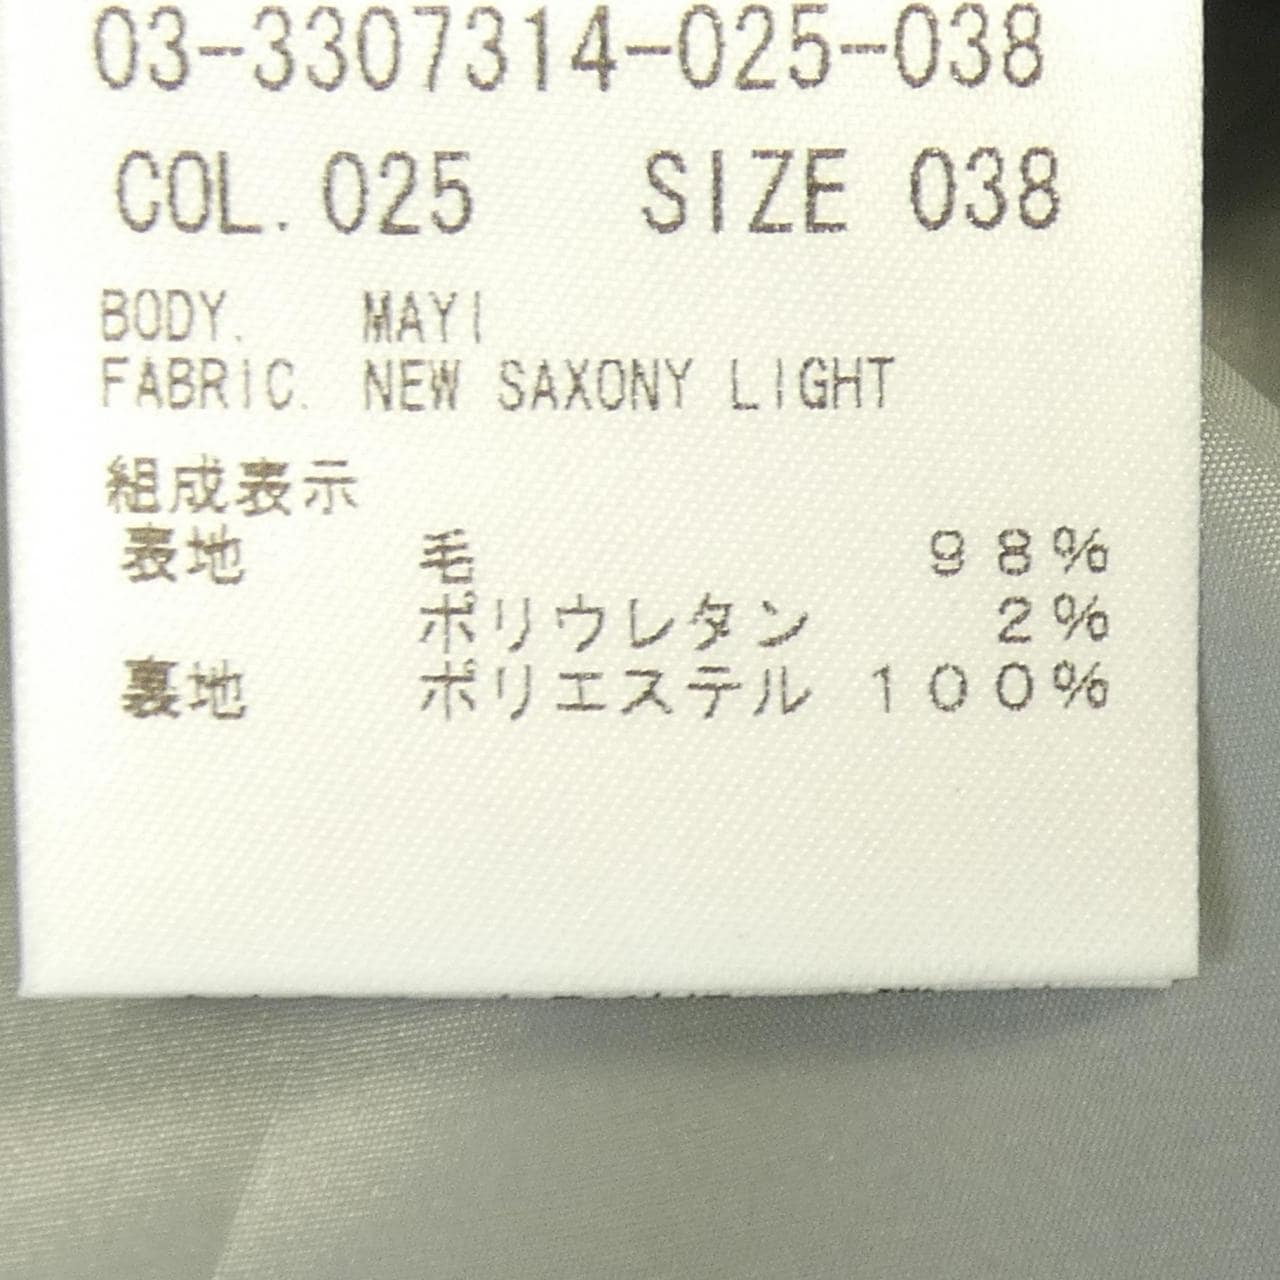 03-3307314-025-038
COL. 025 SIZE 038
BODY. MAYI
FABRIC. NEW SAXONY LIGHT
組成表示
表地 毛 98%
ポリウレタン 2%
裏地 ポリエステル 100%